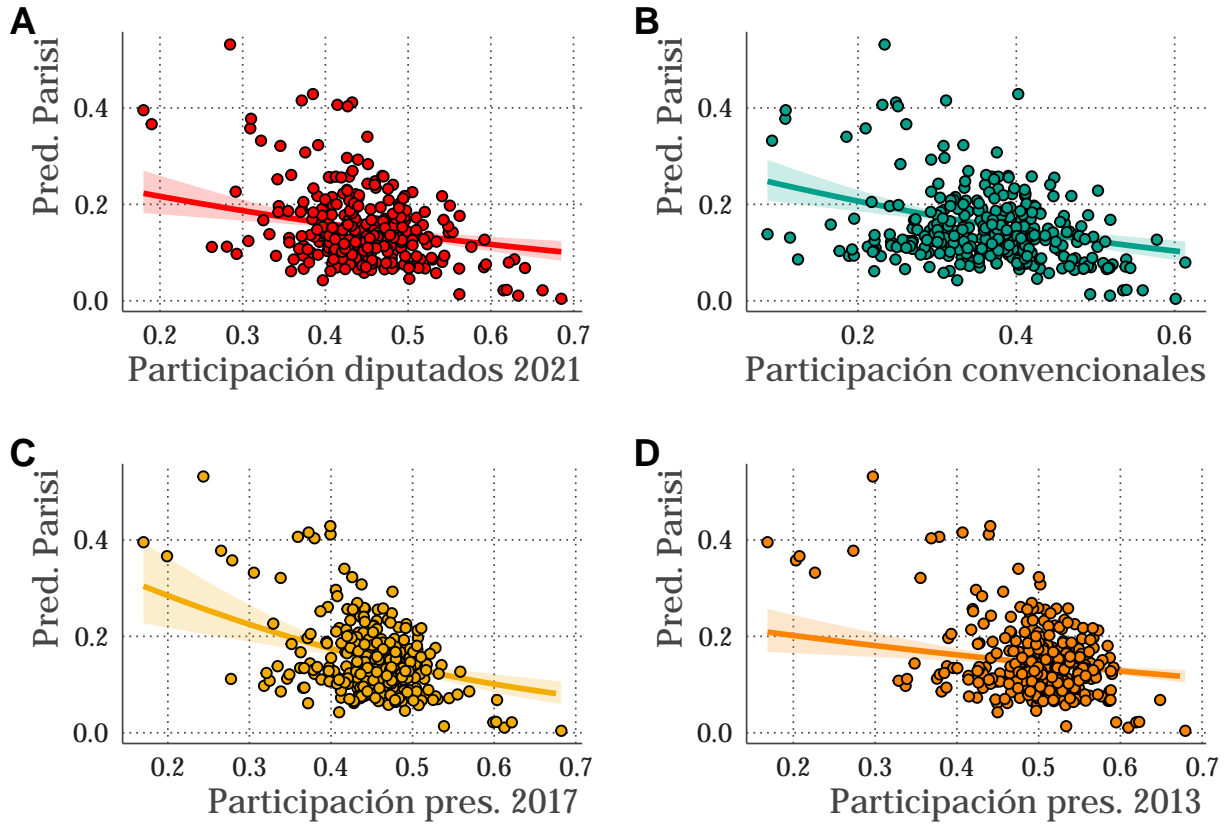 A
Pred. Parisi
0.4
0.2
0.0
0.2 0.3 0.4 0.5 0.6 0.7
Participación diputados 2021
B
Pred. Parisi
0.4
0.2
0.0
0.2 0.4 0.6
Participación convencionales
C
Pred. Parisi
0.4
0.2
0.0
0.2 0.3 0.4 0.5 0.6 0.7
Participación pres. 2017
D
Pred. Parisi
0.4
0.2
0.0
0.2 0.3 0.4 0.5 0.6 0.7
Participación pres. 2013